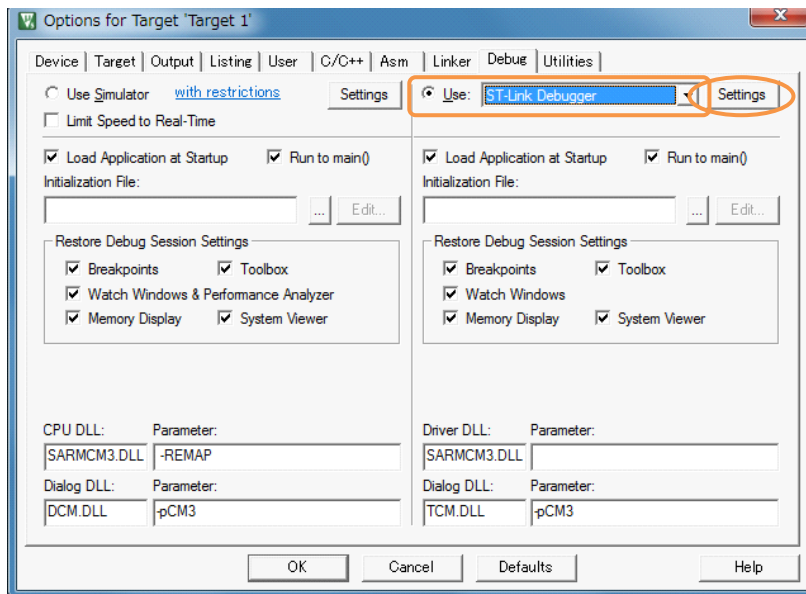 Options for Target 'Target 1'
Device Target Output Listing User C/C++ Asm Linker Debug Utilities
Use Simulator with restrictions Settings Use: ST-Link Debugger Settings
Limit Speed to Real-Time
Load Application at Startup Run to main() Load Application at Startup Run to main()
Initialization File: Initialization File:
... Edit... ... Edit...
Restore Debug Session Settings Restore Debug Session Settings
Breakpoints Toolbox Breakpoints Toolbox
Watch Windows & Performance Analyzer Watch Windows
Memory Display System Viewer Memory Display System Viewer
CPU DLL: Parameter: Driver DLL: Parameter:
SARMCM3.DLL -REMAP SARMCM3.DLL
Dialog DLL: Parameter: Dialog DLL: Parameter:
DCM.DLL -pCM3 TCM.DLL -pCM3
OK Cancel Defaults Help